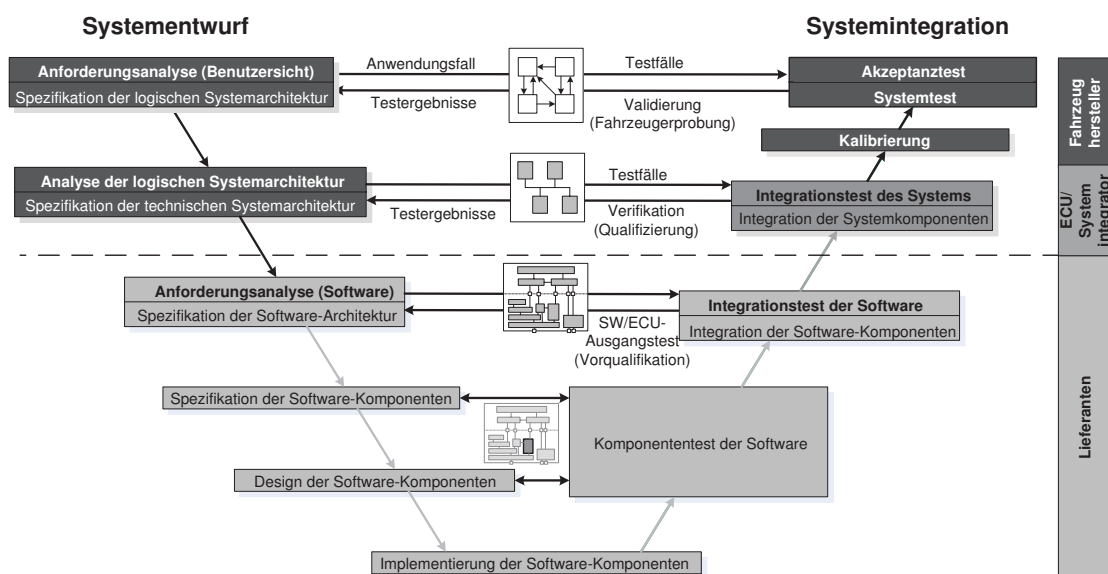 Systementwurf
Systemintegration
Anforderungsanalyse (Benutzersicht)
Spezifikation der logischen Systemarchitektur
Anwendungsfall
Testergebnisse
Testfälle
Validierung
(Fahrzeugerprobung)
Akzeptanztest
Systemtest
Kalibrierung
Fahrzeug
hersteller
Analyse der logischen Systemarchitektur
Spezifikation der technischen Systemarchitektur
Testergebnisse
Testfälle
Verifikation
(Qualifizierung)
Integrationstest des Systems
Integration der Systemkomponenten
ECU/
System
integrator
Anforderungsanalyse (Software)
Spezifikation der Software-Architektur
SW/ECU-
Ausgangstest
(Vorqualifikation)
Integrationstest der Software
Integration der Software-Komponenten
Spezifikation der Software-Komponenten
Komponententest der Software
Design der Software-Komponenten
Implementierung der Software-Komponenten
Lieferanten